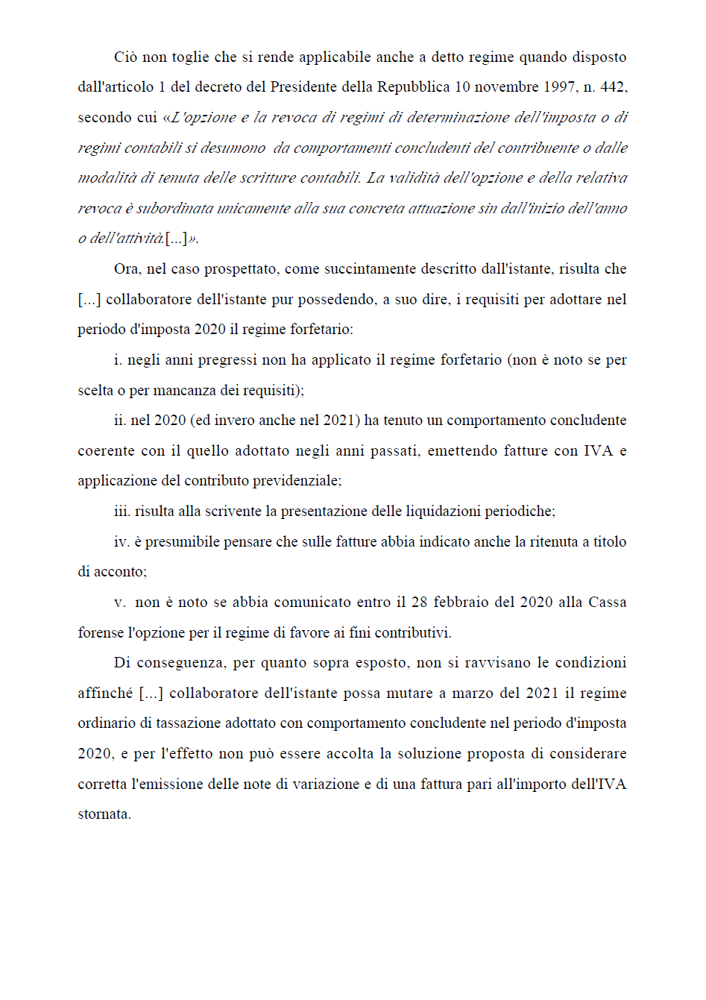 Ciò non toglie che si rende applicabile anche a detto regime quando disposto
dall'articolo 1 del decreto del Presidente della Repubblica 10 novembre 1997, n. 442,
secondo cui «L'opzione e la revoca di regimi di determinazione dell'imposta o di
regimi contabili si desumono  da comportamenti concludenti del contribuente o dalle
modalità di tenuta delle scritture contabili. La validità dell'opzione e della relativa
revoca è subordinata unicamente alla sua concreta attuazione sin dall'inizio dell'anno
o dell'attività.[...]».
Ora, nel caso prospettato, come succintamente descritto dall'istante, risulta che
[...] collaboratore dell'istante pur possedendo, a suo dire, i requisiti per adottare nel
periodo d'imposta 2020 il regime forfetario:
i. negli anni pregressi non ha applicato il regime forfetario (non è noto se per
scelta o per mancanza dei requisiti);
ii. nel 2020 (ed invero anche nel 2021) ha tenuto un comportamento concludente
coerente con il quello adottato negli anni passati, emettendo fatture con IVA e
applicazione del contributo previdenziale;
iii. risulta alla scrivente la presentazione delle liquidazioni periodiche;
iv. è presumibile pensare che sulle fatture abbia indicato anche la ritenuta a titolo
di acconto;
v.  non è noto se abbia comunicato entro il 28 febbraio del 2020 alla Cassa
forense l'opzione per il regime di favore ai fini contributivi.
Di conseguenza, per quanto sopra esposto, non si ravvisano le condizioni
affinché [...] collaboratore dell'istante possa mutare a marzo del 2021 il regime
ordinario di tassazione adottato con comportamento concludente nel periodo d'imposta
2020, e per l'effetto non può essere accolta la soluzione proposta di considerare
corretta l'emissione delle note di variazione e di una fattura pari all'importo dell'IVA
stornata.